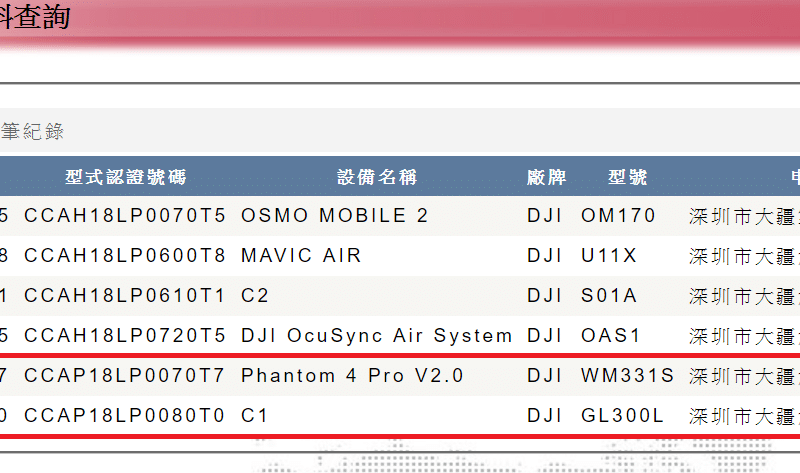 料查詢
筆紀錄
型式認證號碼 設備名稱 廠牌 型號
5 CCAH18LP0070T5 OSMO MOBILE 2 DJI OM170 深圳市大疆
8 CCAH18LP0600T8 MAVIC AIR DJI U11X 深圳市大疆
1 CCAH18LP0610T1 C2 DJI S01A 深圳市大疆
5 CCAH18LP0720T5 DJI OcuSync Air System DJI OAS1 深圳市大疆
7 CCAP18LP0070T7 Phantom 4 Pro V2.0 DJI WM331S 深圳市大疆
0 CCAP18LP0080T0 C1 DJI GL300L 深圳市大疆